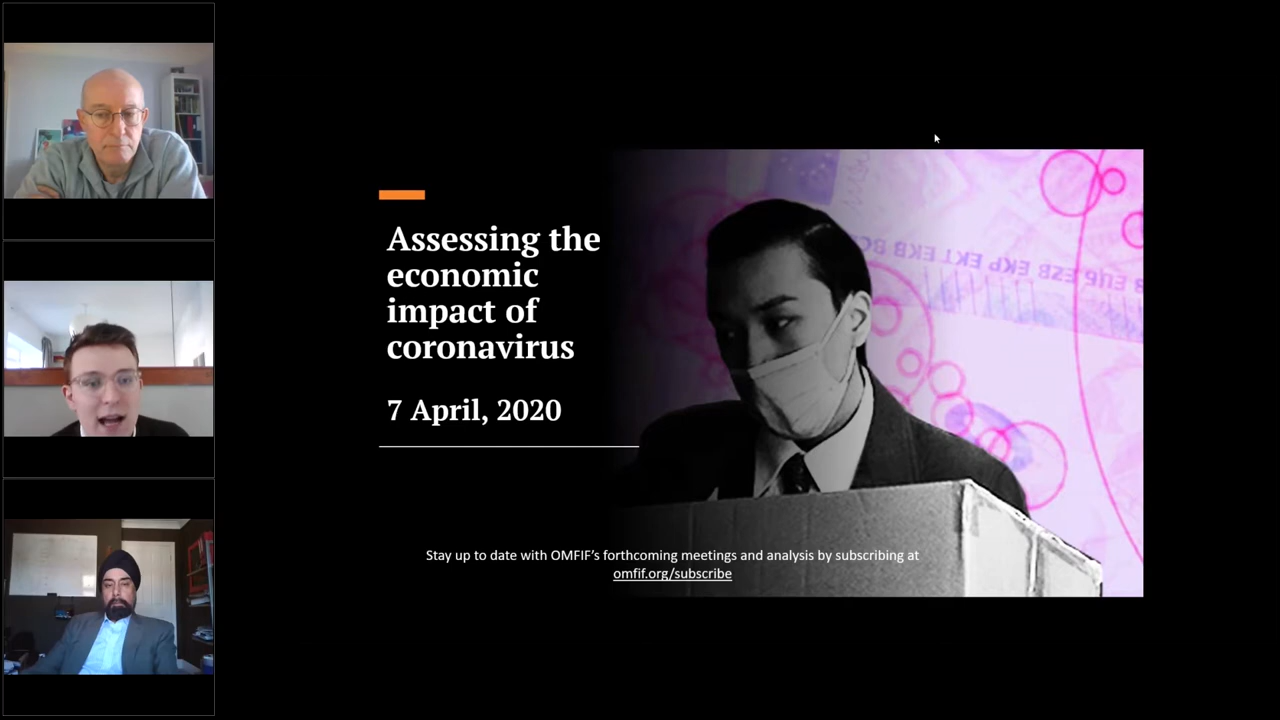 Assessing the
economic
impact of
coronavirus
7 April, 2020
Stay up to date with OMFIF's forthcoming meetings and analysis by subscribing at
omfif.org/subscribe